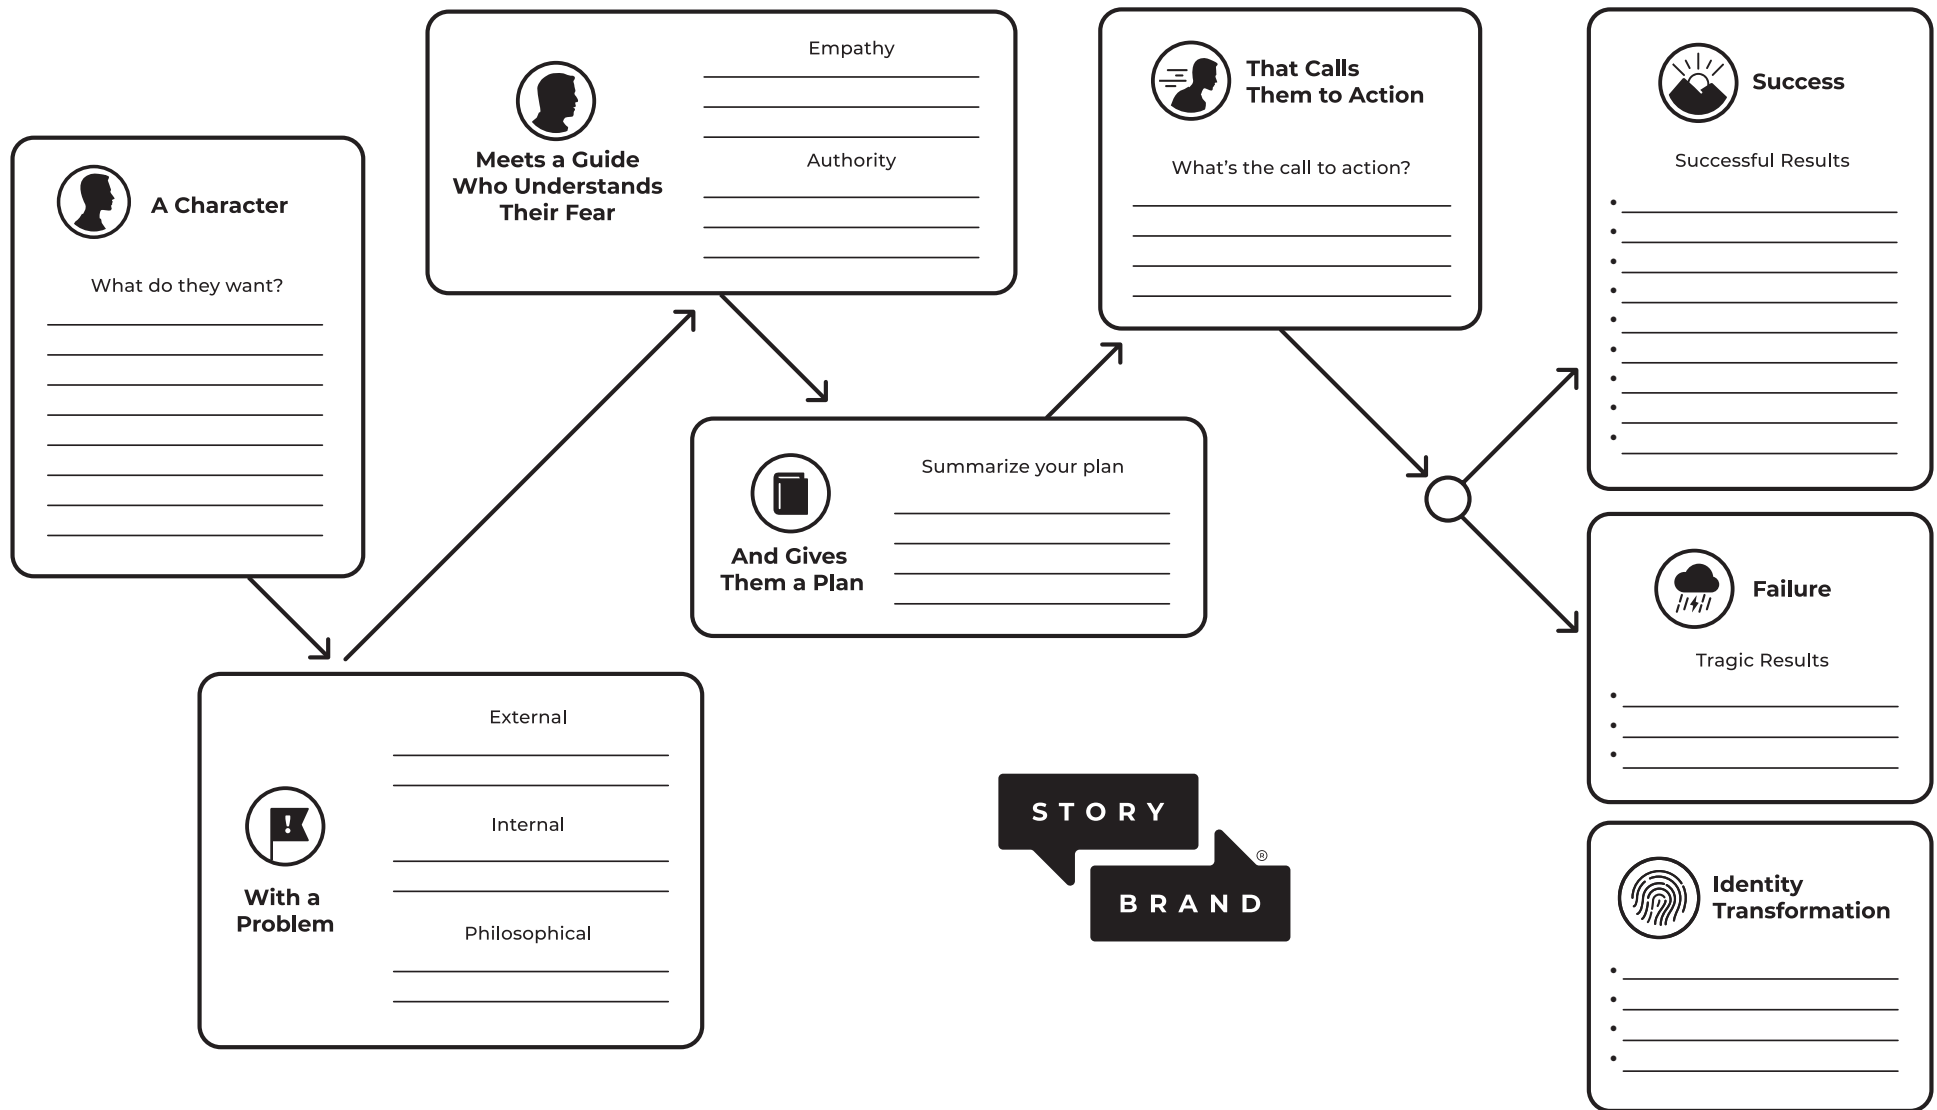 A Character
What do they want?
With a
Problem
External
Internal
Philosophical
Meets a Guide
Who Understands
Their Fear
Empathy
Authority
And Gives
Them a Plan
Summarize your plan
That Calls
Them to Action
What's the call to action?
Success
Successful Results
Failure
Tragic Results
Identity
Transformation
STORY
BRAND
®